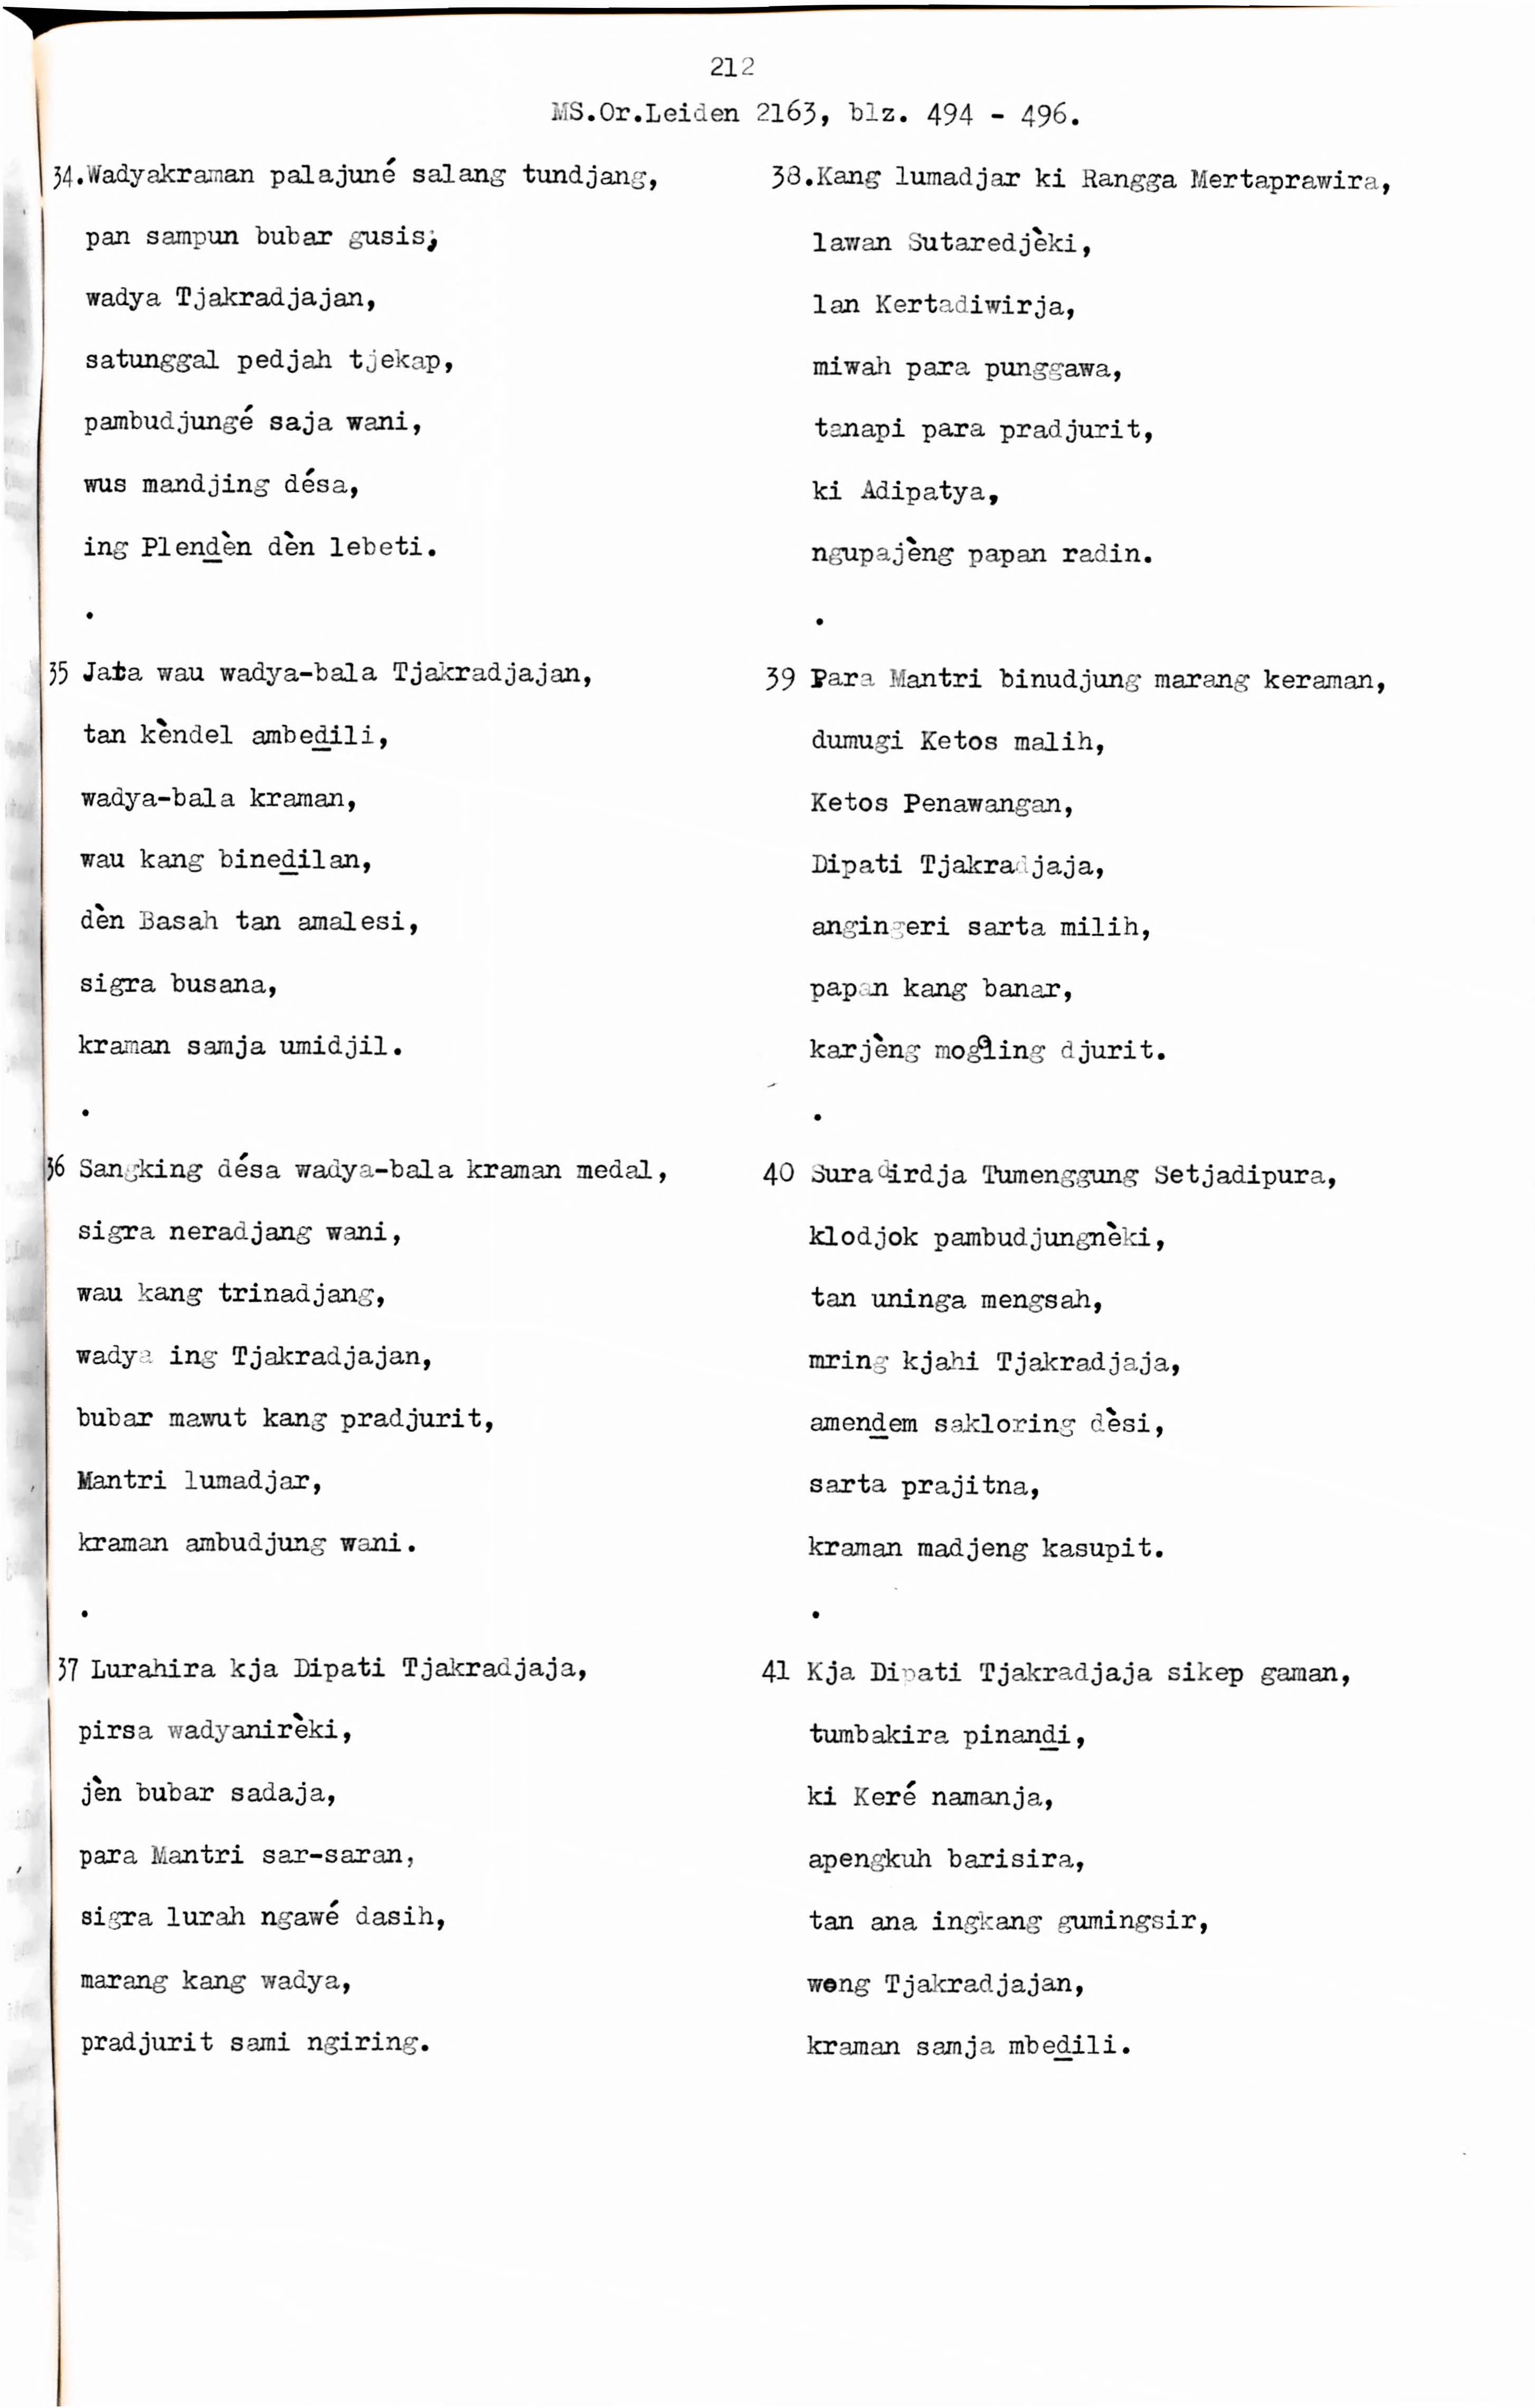 212
MS.Or.Leiden 2163, blz. 494 - 496.
34.Wadyakraman palajuné salang tundjang,
pan sampun bubar gusis;
wadya Tjakradjajan,
satunggal pedjah tjekap,
pambudjungé saja wani,
wus mandjing désa,
ing Plenḏèn dèn lebeti.
.
35 Jata wau wadya-bala Tjakradjajan,
tan kèndel ambeḏili,
wadya-bala kraman,
wau kang bineḏilan,
dèn Basah tan amalesi,
sigra busana,
kraman samja umidjil.
.
36 Sangking désa wadya-bala kraman medal,
sigra neradjang wani,
wau kang trinadjang,
wadya ing Tjakradjajan,
bubar mawut kang pradjurit,
Mantri lumadjar,
kraman ambudjung wani.
.
37 Lurahira kja Dipati Tjakradjaja,
pirsa wadyanirèki,
jèn bubar sadaja,
para Mantri sar-saran,
sigra lurah ngawé dasih,
marang kang wadya,
pradjurit sami ngiring.
38.Kang lumadjar ki Rangga Mertaprawira,
lawan Sutaredjèki,
lan Kertadiwirja,
miwah para punggawa,
tanapi para pradjurit,
ki Adipatya,
ngupajèng papan radin.
.
39 Para Mantri binudjung marang keraman,
dumugi Ketos malih,
Ketos Penawangan,
Dipati Tjakradjaja,
angingeri sarta milih,
papan kang banar,
karjèng djurit.
.
40 Suradirdja Tumenggung Setjadipura,
klodjok pambudjungnèki,
tan uninga mengsah,
mring kjahi Tjakradjaja,
amenḏem sakloring dèsi,
sarta prajitna,
kraman madjeng kasupit.
.
41 Kja Dipati Tjakradjaja sikep gaman,
tumbakira pinanḏi,
ki Keré namanja,
apengkuh barisira,
tan ana ingkang gumingsir,
wong Tjakradjajan,
kraman samja mbeḏili.